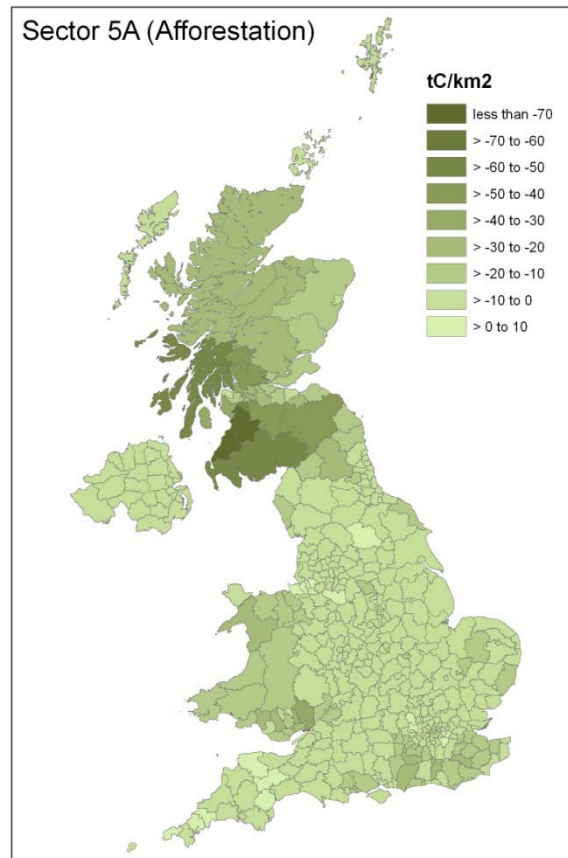 Sector 5A (Afforestation)
tC/km2
less than -70
> -70 to -60
> -60 to -50
> -50 to -40
> -40 to -30
> -30 to -20
> -20 to -10
> -10 to 0
> 0 to 10